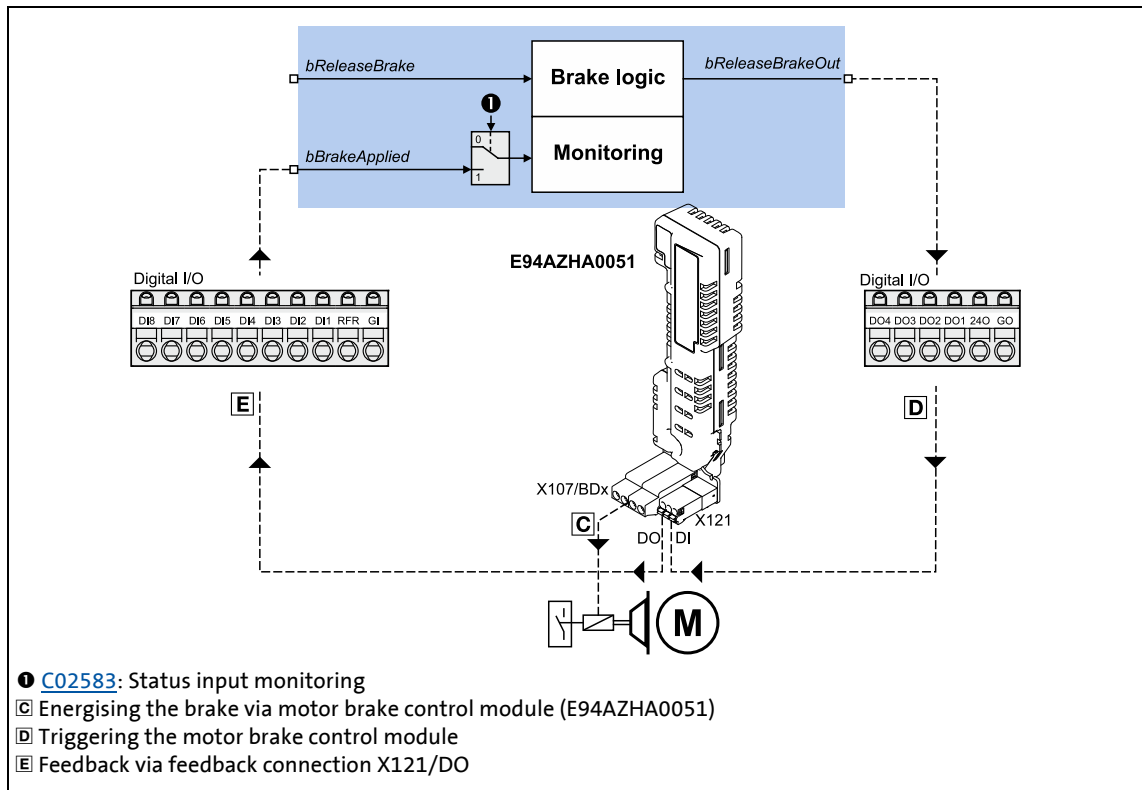 bReleaseBrake
Brake logic
bReleaseBrakeOut
❶
0
bBrakeApplied
1
Monitoring
E94AZHA0051
Digital I/O
DI8 DI7 DI6 DI5 DI4 DI3 DI2 DI1 RFR GI
Digital I/O
DO4 DO3 DO2 DO1 24O GO
E
D
X107/BDx
X121
C
DO DI
M
❶ C02583: Status input monitoring
C Energising the brake via motor brake control module (E94AZHA0051)
D Triggering the motor brake control module
E Feedback via feedback connection X121/DO